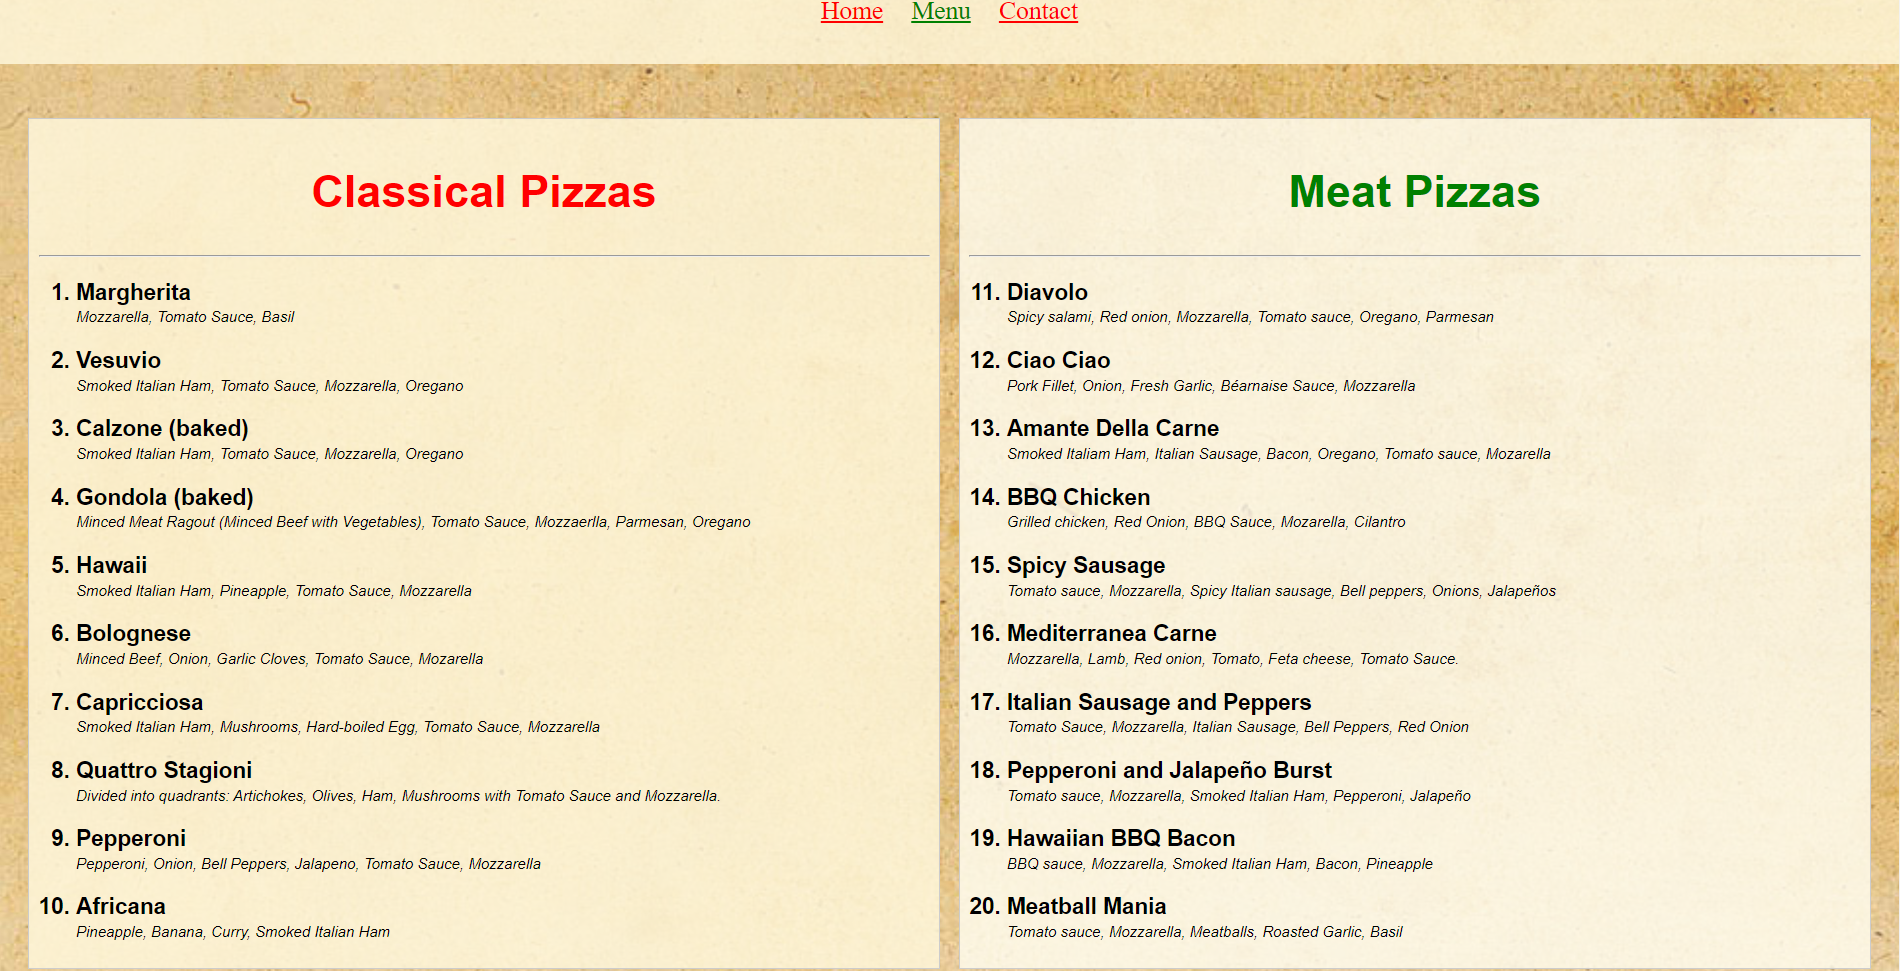 Home Menu Contact
Classical Pizzas
1. Margherita
Mozzarella, Tomato Sauce, Basil
2. Vesuvio
Smoked Italian Ham, Tomato Sauce, Mozzarella, Oregano
3. Calzone (baked)
Smoked Italian Ham, Tomato Sauce, Mozzarella, Oregano
4. Gondola (baked)
Minced Meat Ragout (Minced Beef with Vegetables), Tomato Sauce, Mozzaerlla, Parmesan, Oregano
5. Hawaii
Smoked Italian Ham, Pineapple, Tomato Sauce, Mozzarella
6. Bolognese
Minced Beef, Onion, Garlic Cloves, Tomato Sauce, Mozarella
7. Capricciosa
Smoked Italian Ham, Mushrooms, Hard-boiled Egg, Tomato Sauce, Mozzarella
8. Quattro Stagioni
Divided into quadrants: Artichokes, Olives, Ham, Mushrooms with Tomato Sauce and Mozzarella.
9. Pepperoni
Pepperoni, Onion, Bell Peppers, Jalapeno, Tomato Sauce, Mozzarella
10. Africana
Pineapple, Banana, Curry, Smoked Italian Ham
Meat Pizzas
11. Diavolo
Spicy salami, Red onion, Mozzarella, Tomato sauce, Oregano, Parmesan
12. Ciao Ciao
Pork Fillet, Onion, Fresh Garlic, Béarnaise Sauce, Mozzarella
13. Amante Della Carne
Smoked Italiam Ham, Italian Sausage, Bacon, Oregano, Tomato sauce, Mozarella
14. BBQ Chicken
Grilled chicken, Red Onion, BBQ Sauce, Mozarella, Cilantro
15. Spicy Sausage
Tomato sauce, Mozzarella, Spicy Italian sausage, Bell peppers, Onions, Jalapeños
16. Mediterranea Carne
Mozzarella, Lamb, Red onion, Tomato, Feta cheese, Tomato Sauce.
17. Italian Sausage and Peppers
Tomato Sauce, Mozzarella, Italian Sausage, Bell Peppers, Red Onion
18. Pepperoni and Jalapeño Burst
Tomato sauce, Mozzarella, Smoked Italian Ham, Pepperoni, Jalapeño
19. Hawaiian BBQ Bacon
BBQ sauce, Mozzarella, Smoked Italian Ham, Bacon, Pineapple
20. Meatball Mania
Tomato sauce, Mozzarella, Meatballs, Roasted Garlic, Basil